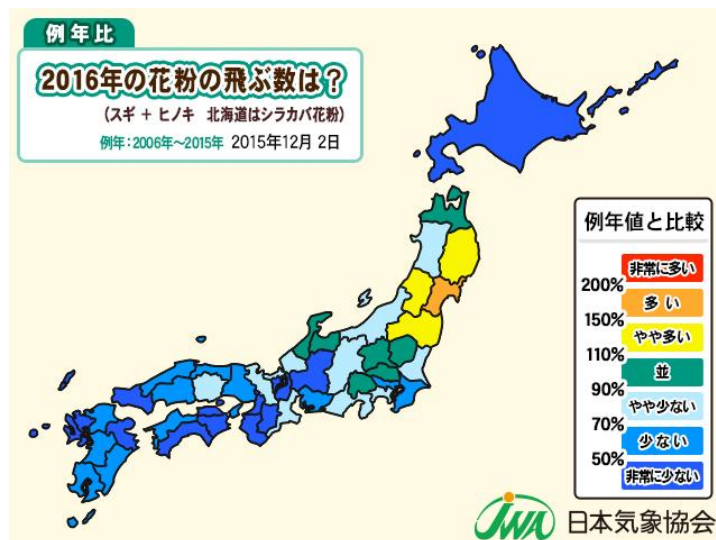 例年比
2016年の花粉の飛ぶ数は？
(スギ + ヒノキ 北海道はシラカバ花粉)
例年：2006年～2015年 2015年12月 2日
例年値と比較
非常に多い
200%
多い
150%
やや多い
110%
並
90%
やや少ない
70%
少ない
50%
非常に少ない
JWA 日本気象協会